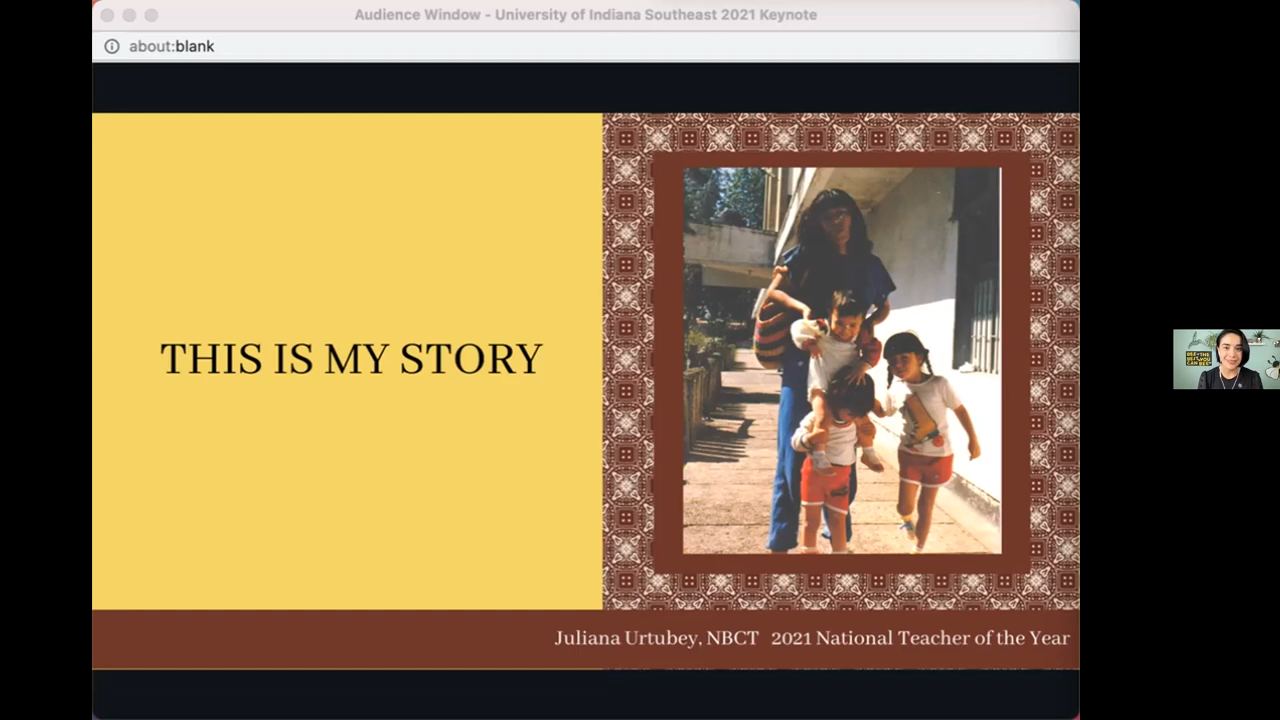 Audience Window - University of Indiana Southeast 2021 Keynote
about:blank
THIS IS MY STORY
Juliana Urtubey, NBCT 2021 National Teacher of the Year